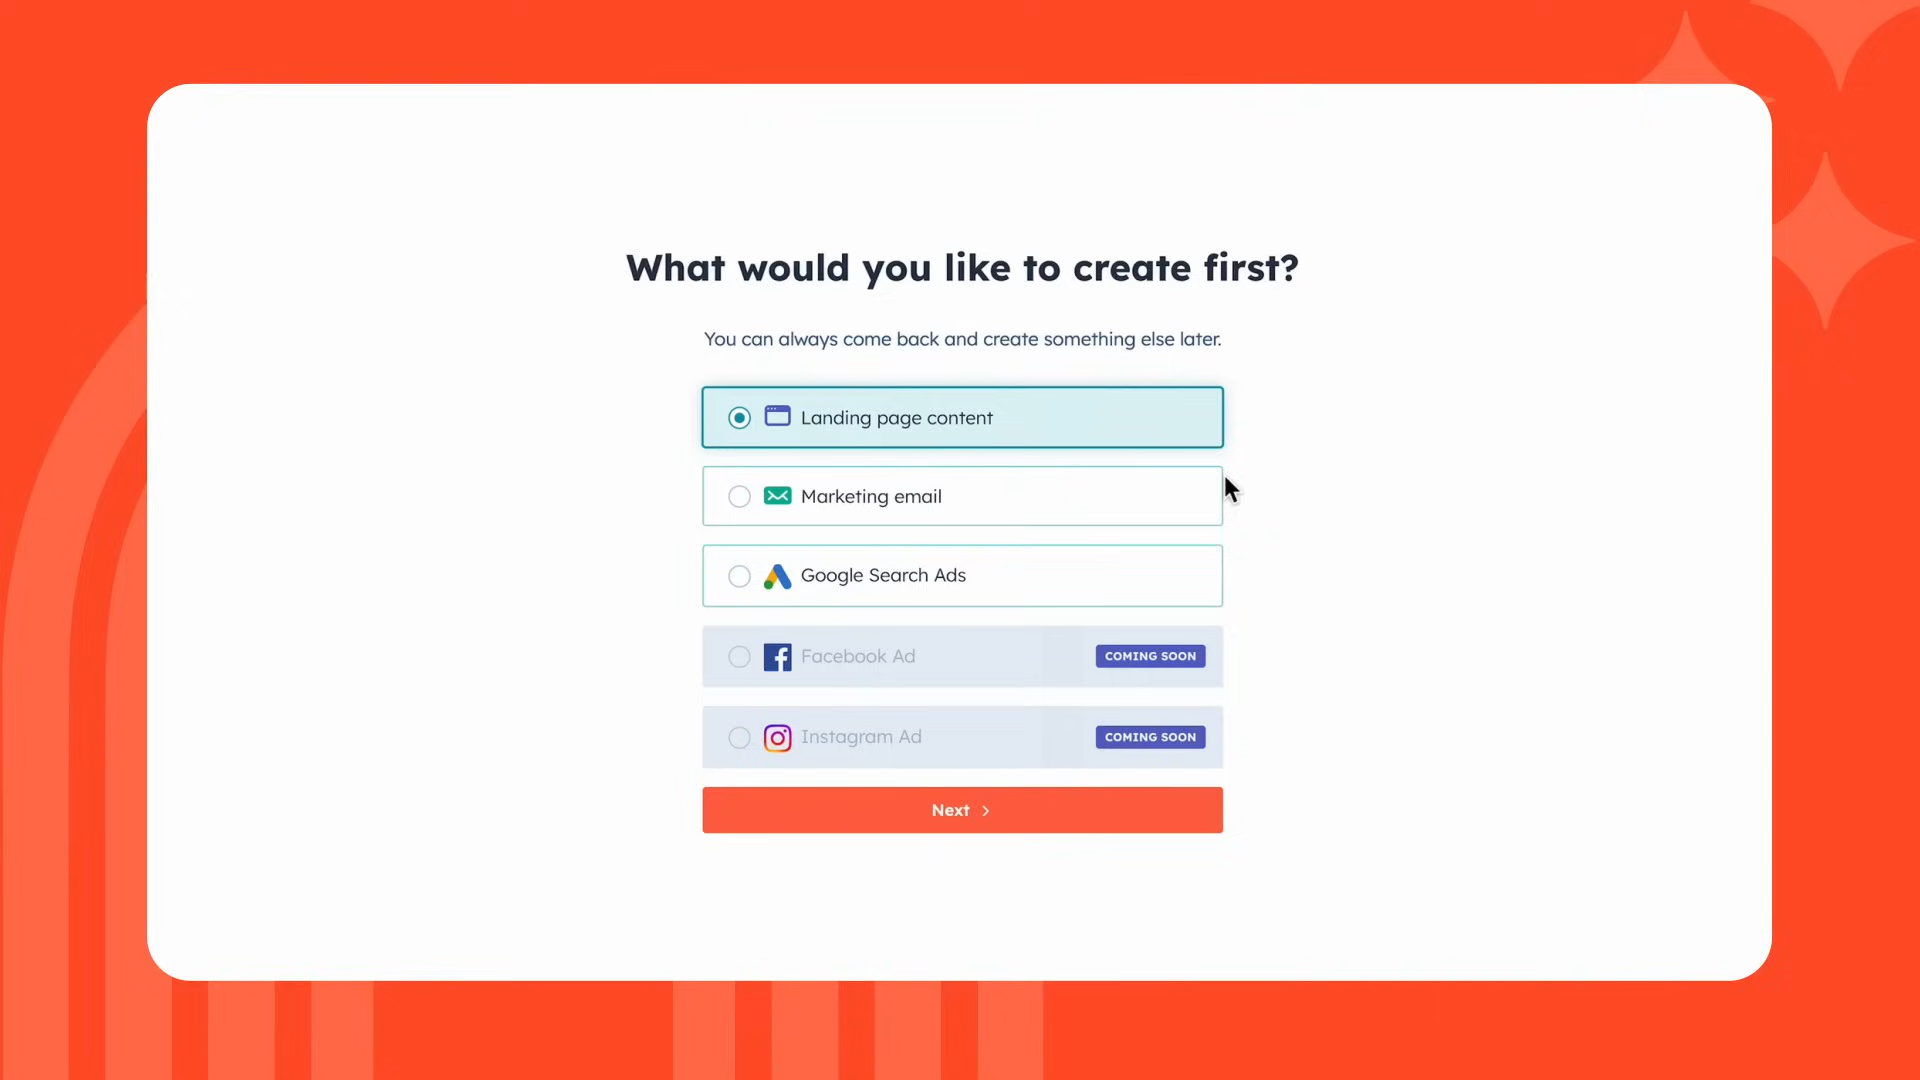 What would you like to create first?
You can always come back and create something else later.
Landing page content
Marketing email
Google Search Ads
Facebook Ad COMING SOON
Instagram Ad COMING SOON
Next